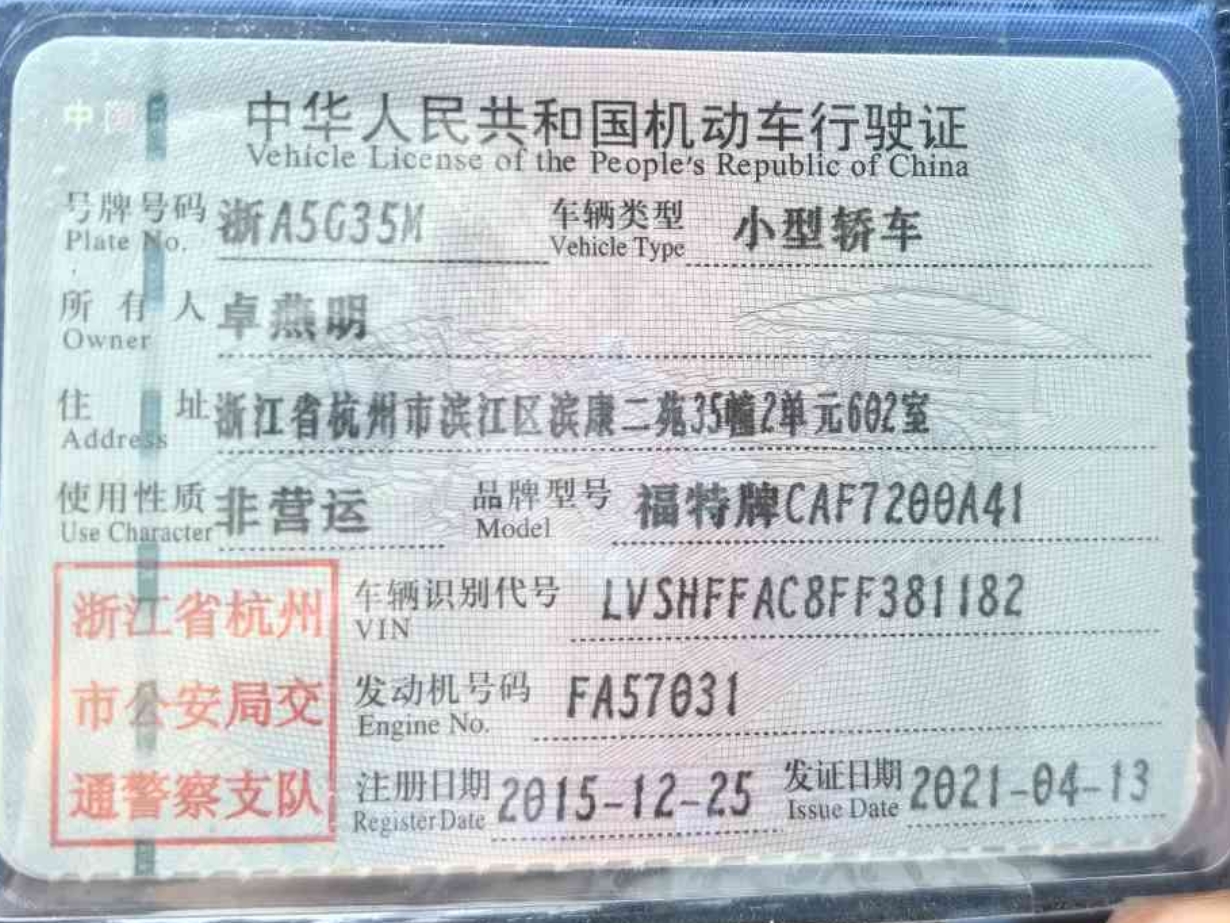 中国
中华人民共和国机动车行驶证
Vehicle License of the People's Republic of China
号牌号码 浙A5G35M 车辆类型 小型轿车
Plate No. Vehicle Type
所有人 卓燕明
Owner
住址 浙江省杭州市滨江区滨康二苑35幢2单元602室
Address
使用性质 非营运 品牌型号 福特牌CAF7200A41
Use Character Model
浙江省杭州 车辆识别代号 LVSHFFAC8FF381182
VIN
市公安局交 发动机号码 FA57031
Engine No.
通警察支队 注册日期 2015-12-25 发证日期 2021-04-13
Register Date Issue Date